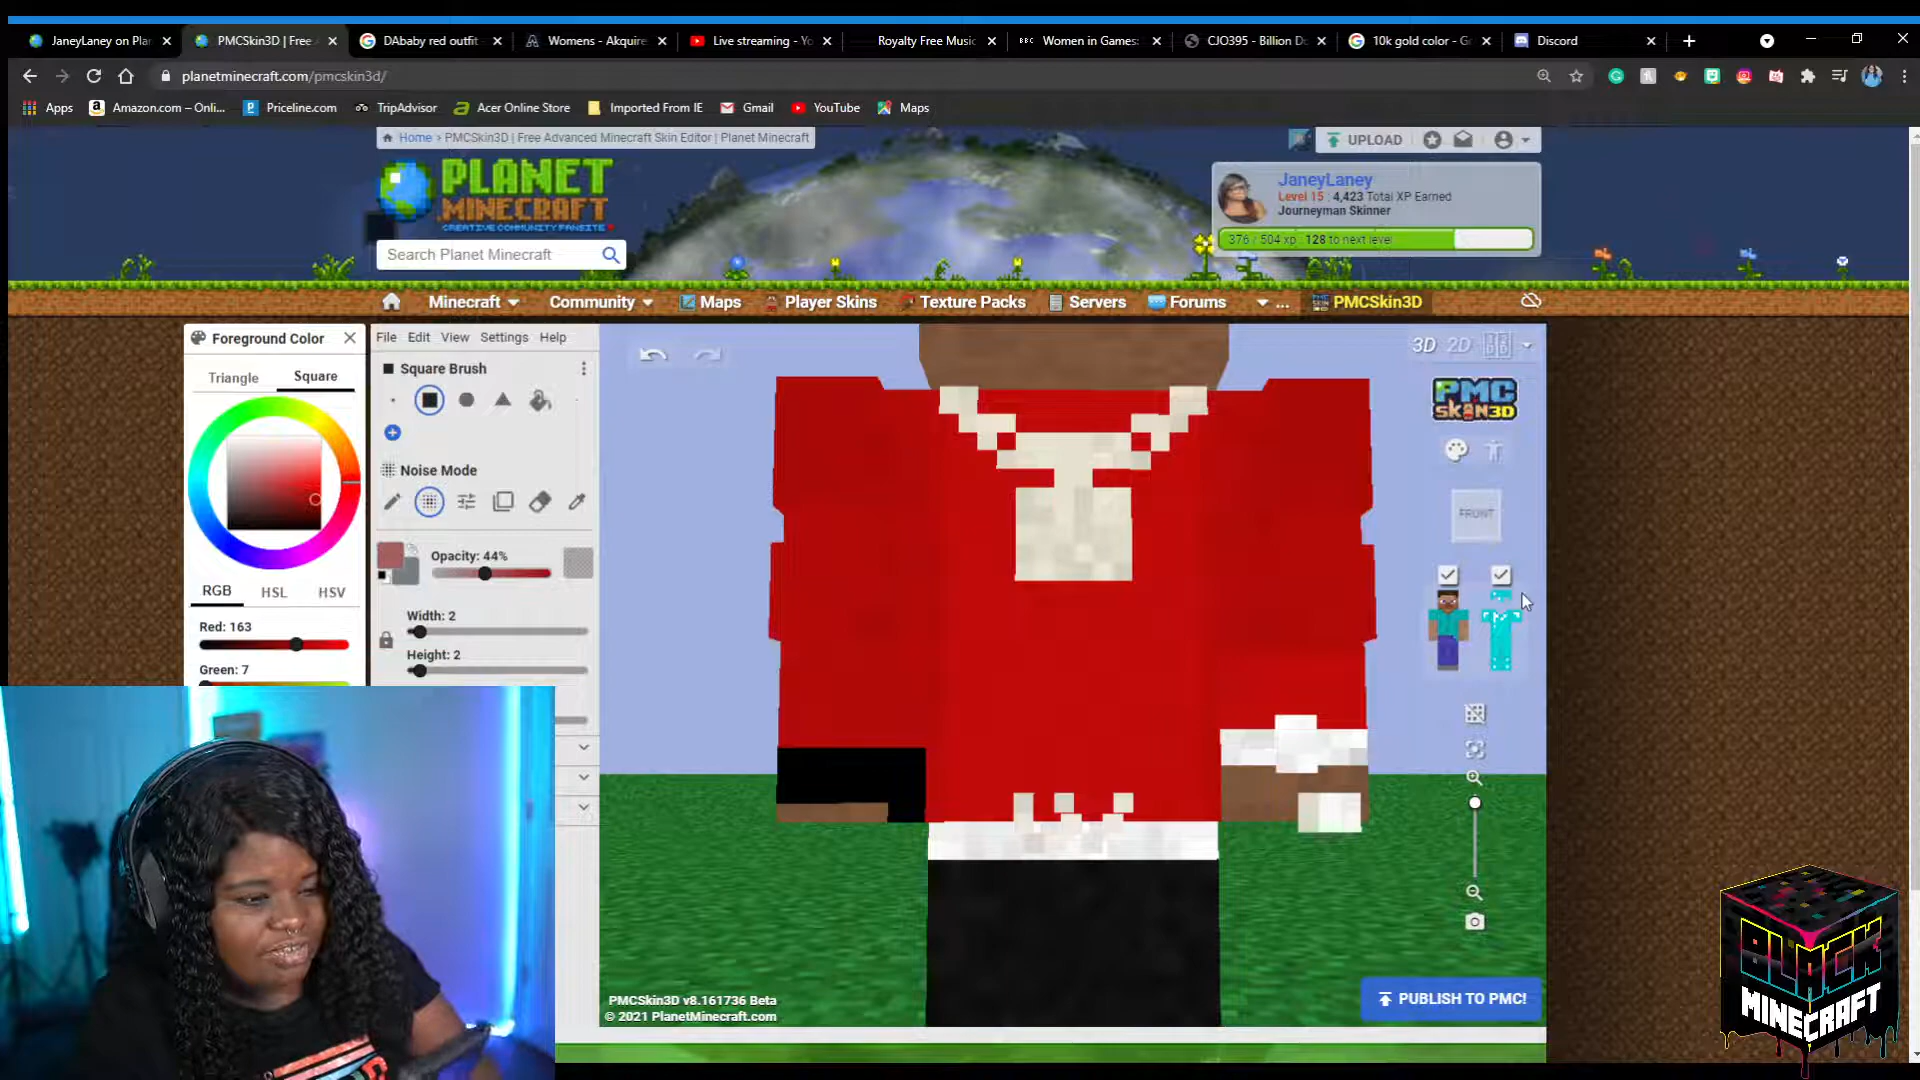 JaneyLaney on Plan
PMCSkin3D | Free A
DAbaby red outfit -
Womens - Akquire
Live streaming - Yo
Royalty Free Music
BBC Women in Games:
CJO395 - Billion Do
10k gold color - Go
Discord
planetminecraft.com/pmcskin3d/
Apps
Amazon.com – Onli...
Priceline.com
TripAdvisor
Acer Online Store
Imported From IE
Gmail
YouTube
Maps
Home > PMCSkin3D | Free Advanced Minecraft Skin Editor | Planet Minecraft
UPLOAD
PLANET
MINECRAFT
CREATIVE COMMUNITY FANSITE
JaneyLaney
Level 15 : 4,423 Total XP Earned
Journeyman Skinner
376 / 504 xp : 128 to next level
Search Planet Minecraft
Minecraft
Community
Maps
Player Skins
Texture Packs
Servers
Forums
...
PMCSkin3D
Foreground Color
Triangle
Square
RGB
HSL
HSV
Red: 163
Green: 7
File
Edit
View
Settings
Help
Square Brush
Noise Mode
Opacity: 44%
Width: 2
Height: 2
3D
2D
PMC
SKIN3D
FRONT
PMCSkin3D v8.161736 Beta
© 2021 PlanetMinecraft.com
PUBLISH TO PMC!
BLACK
MINECRAFT